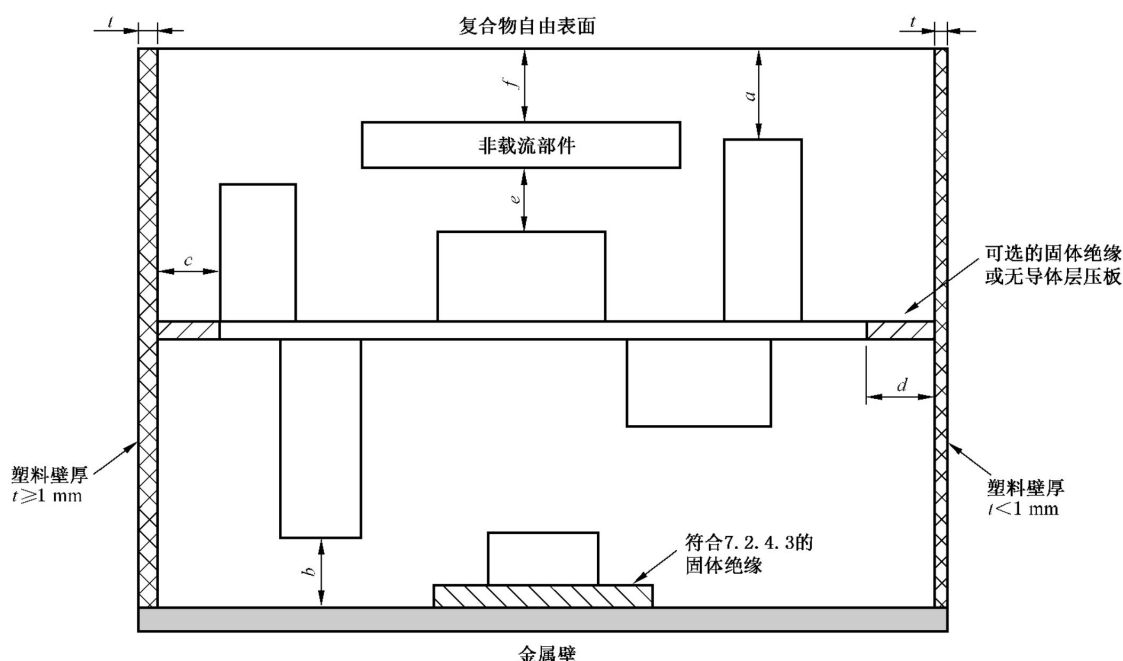 复合物自由表面
t
t
f
a
非载流部件
e
c
可选的固体绝缘
或无导体层压板
d
塑料壁厚
t≥1 mm
塑料壁厚
t<1 mm
符合7.2.4.3的
固体绝缘
b
金属壁